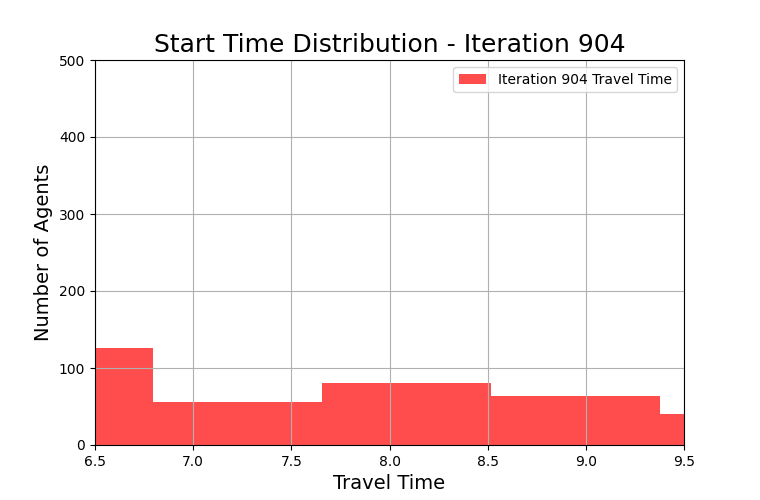 Start Time Distribution - Iteration 904
Iteration 904 Travel Time
Number of Agents
500
400
300
200
100
0
6.5 7.0 7.5 8.0 8.5 9.0 9.5
Travel Time